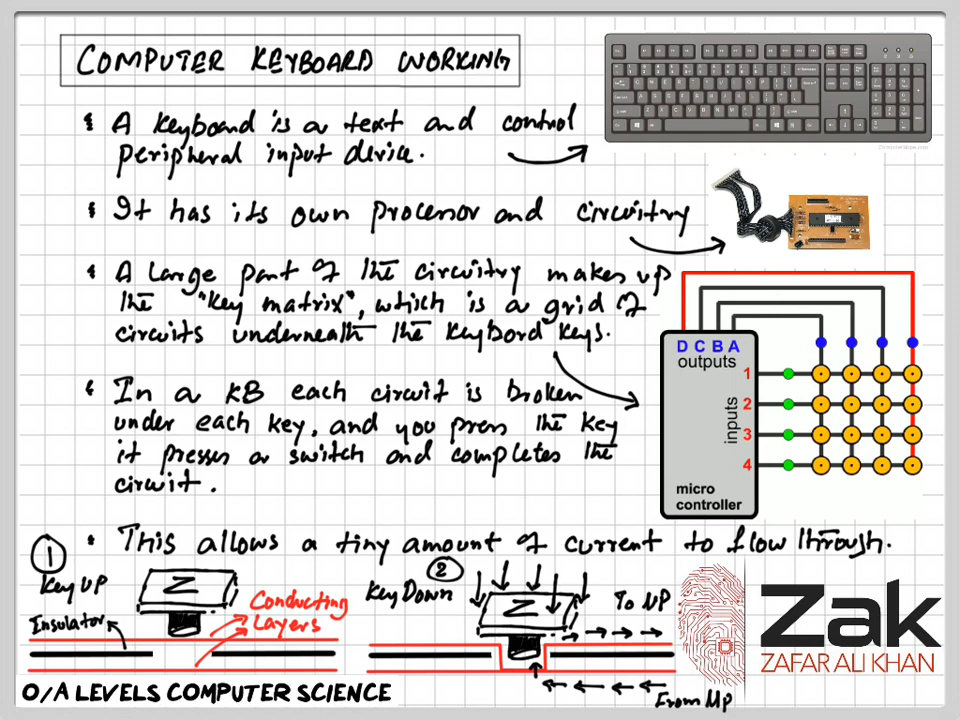 COMPUTER KEYBOARD WORKING
A keyboard is a text and control
peripheral input device.
It has its own processor and circuitry
A large part of the circuitry makes up
the "key matrix", which is a grid of
circuits underneath the keybord keys.
In a KB each circuit is broken
under each key, and you press the key
it presses a switch and completes the
circuit.
This allows a tiny amount of current to flow through.
D C B A
outputs
inputs
1
2
3
4
micro
controller
1
Key UP
Z
Insulator
Conducting
Layers
2
Key Down
Z
To UP
From MP
Zak
ZAFAR ALI KHAN
O/A LEVELS COMPUTER SCIENCE